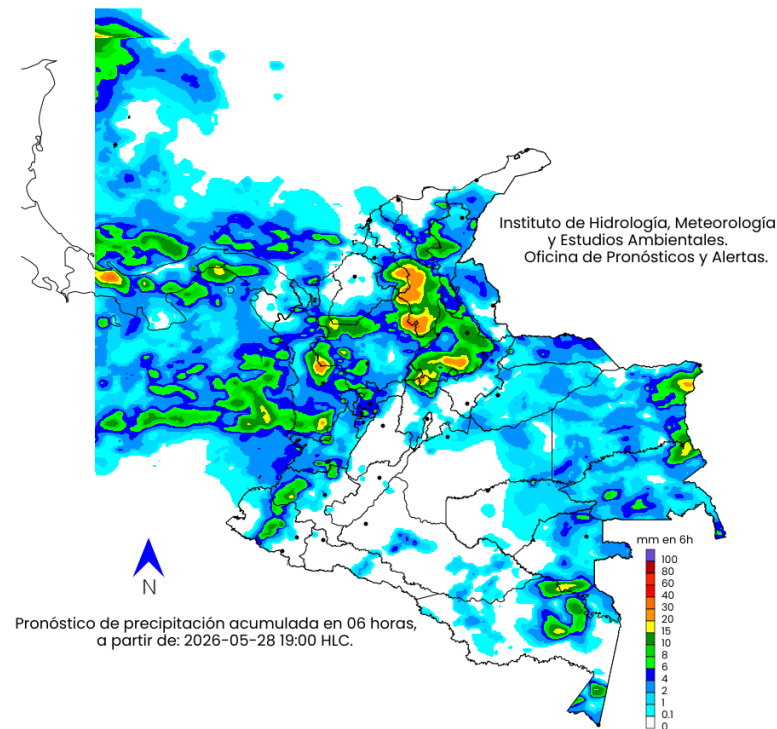 Instituto de Hidrología, Meteorología
y Estudios Ambientales.
Oficina de Pronósticos y Alertas.
mm en 6h
100
80
60
40
30
20
15
10
8
6
4
2
1
0.1
0
N
Pronóstico de precipitación acumulada en 06 horas,
a partir de: 2026-05-28 19:00 HLC.